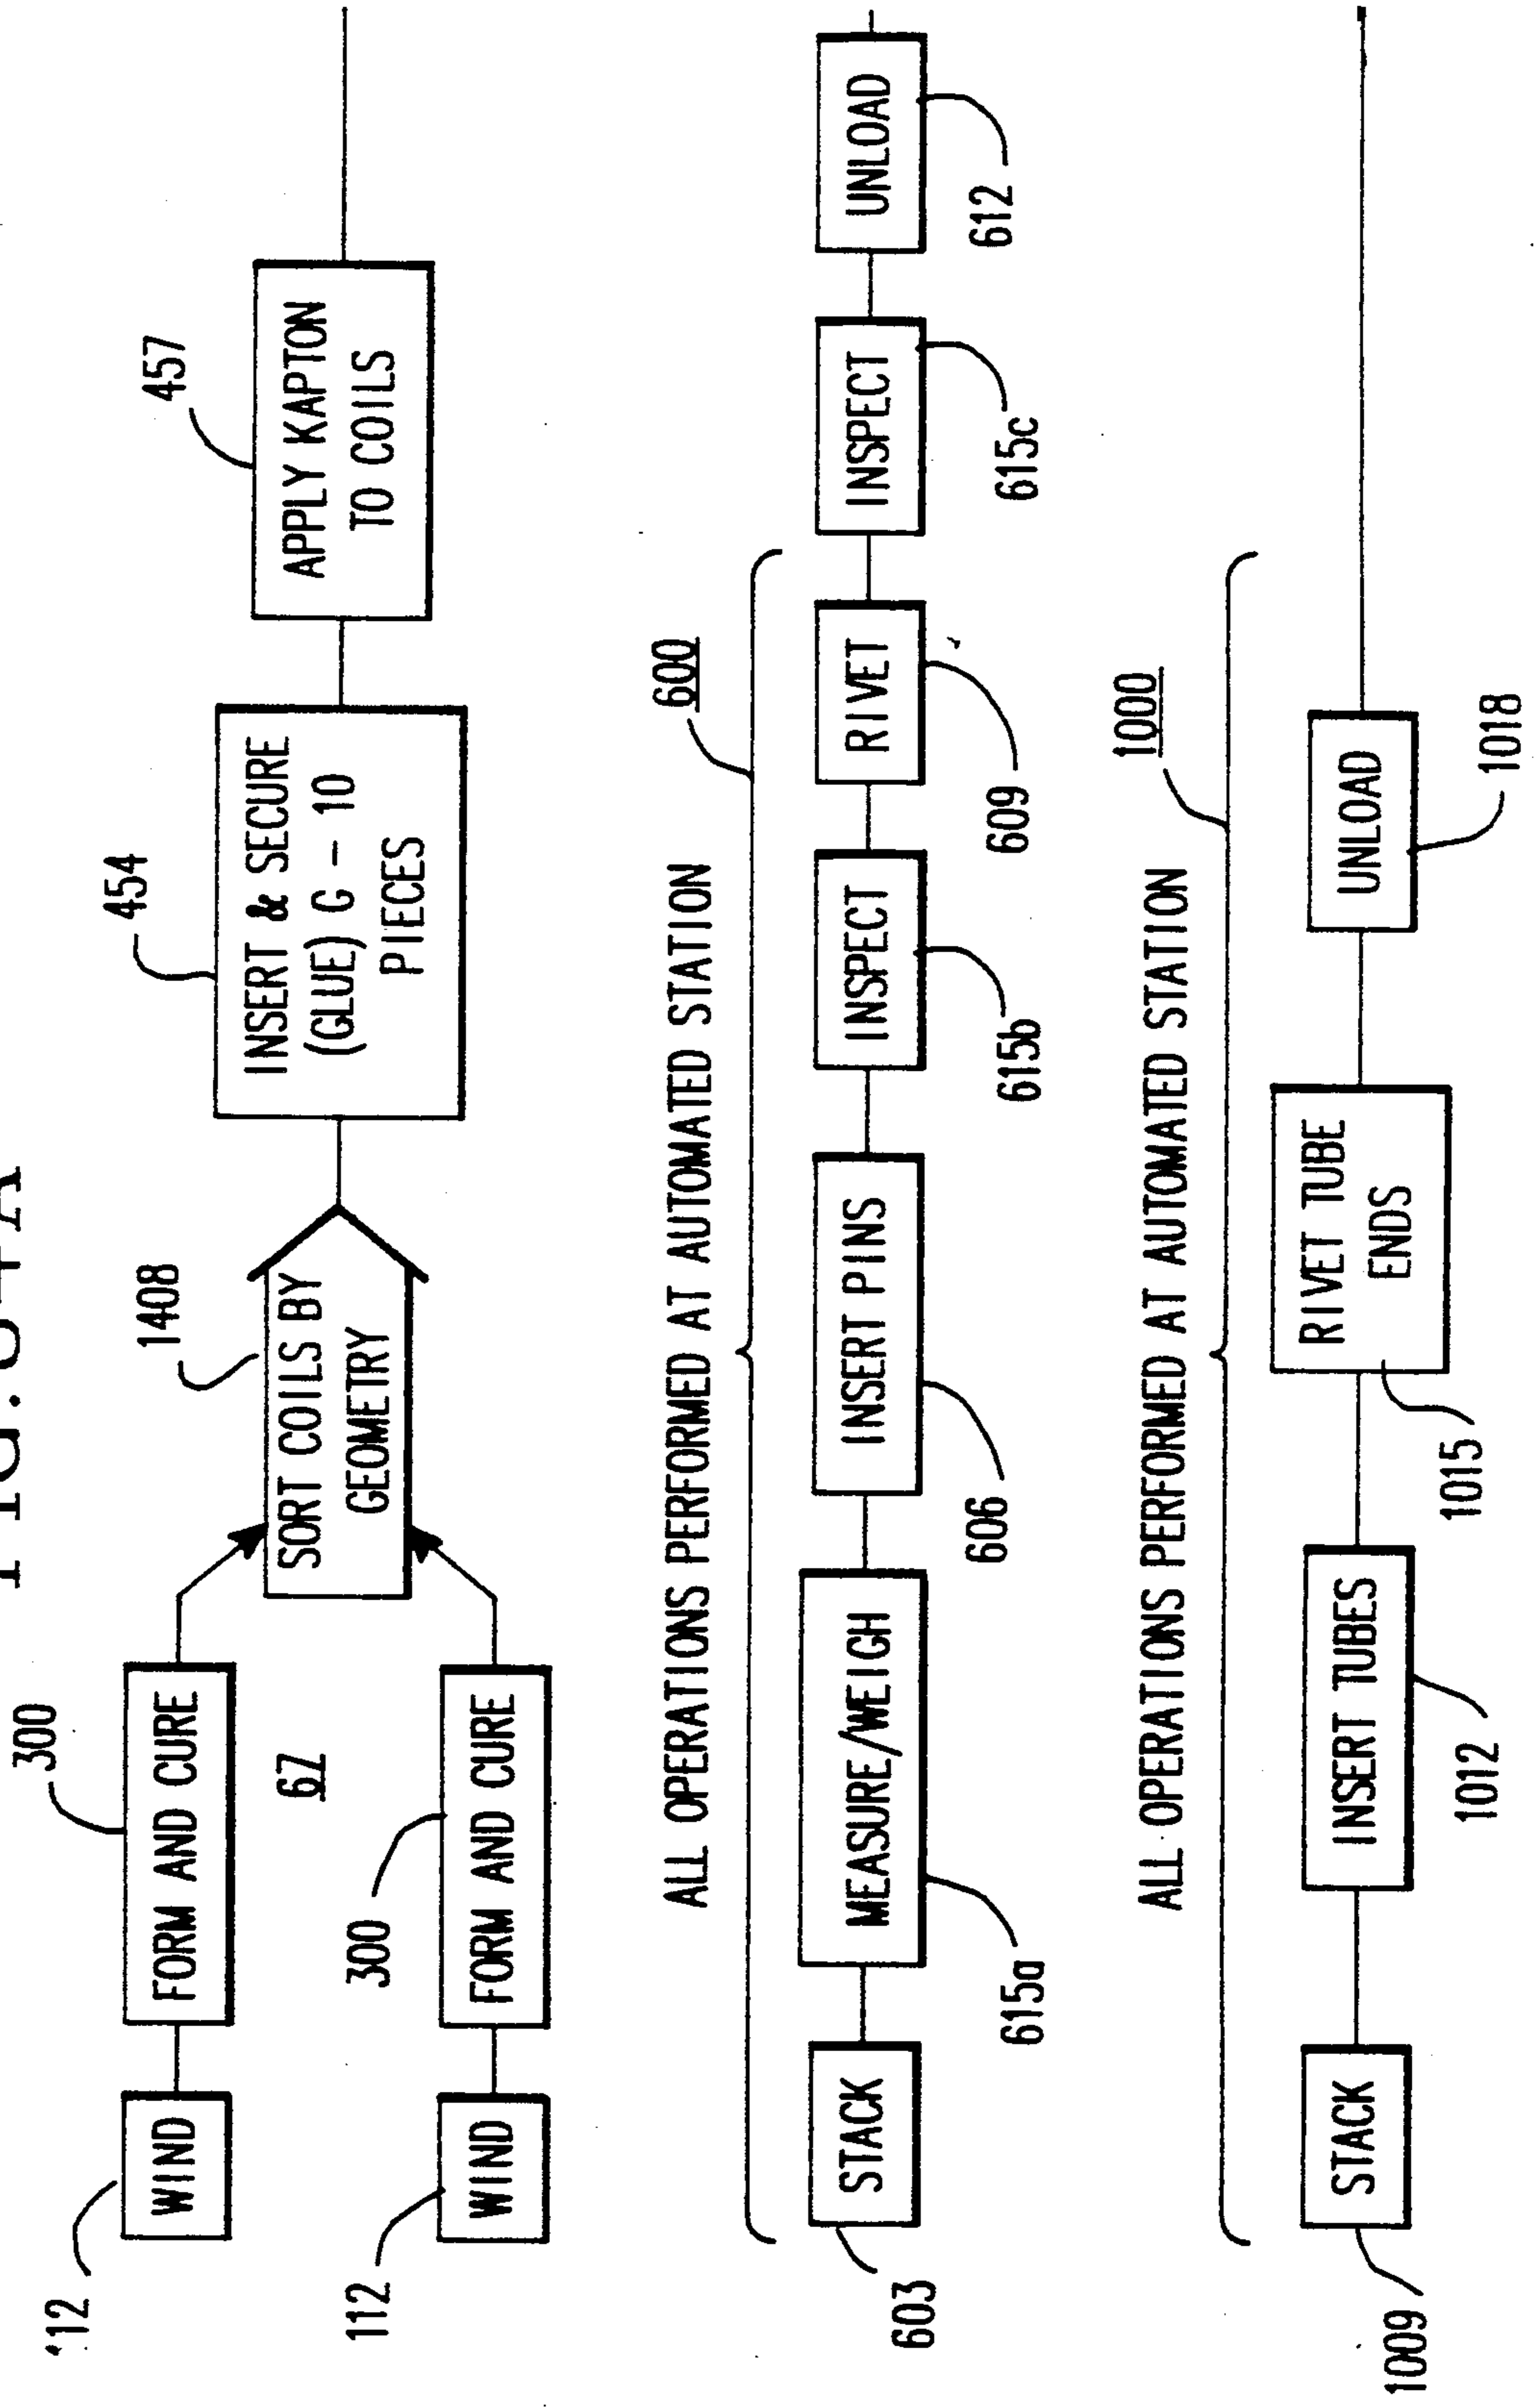 112
WIND
300
FORM AND CURE
67
112
WIND
300
FORM AND CURE
1408
SORT COILS BY
GEOMETRY
454
INSERT & SECURE
(GLUE) G - 10
PIECES
457
APPLY KAPTON
TO COILS
600
ALL OPERATIONS PERFORMED AT AUTOMATED STATION
STACK
603
MEASURE/WEIGH
615a
INSERT PINS
606
INSPECT
615b
RIVET
609
INSPECT
615c
UNLOAD
612
1000
ALL OPERATIONS PERFORMED AT AUTOMATED STATION
STACK
1009
INSERT TUBES
1012
RIVET TUBE
ENDS
1015
UNLOAD
1018